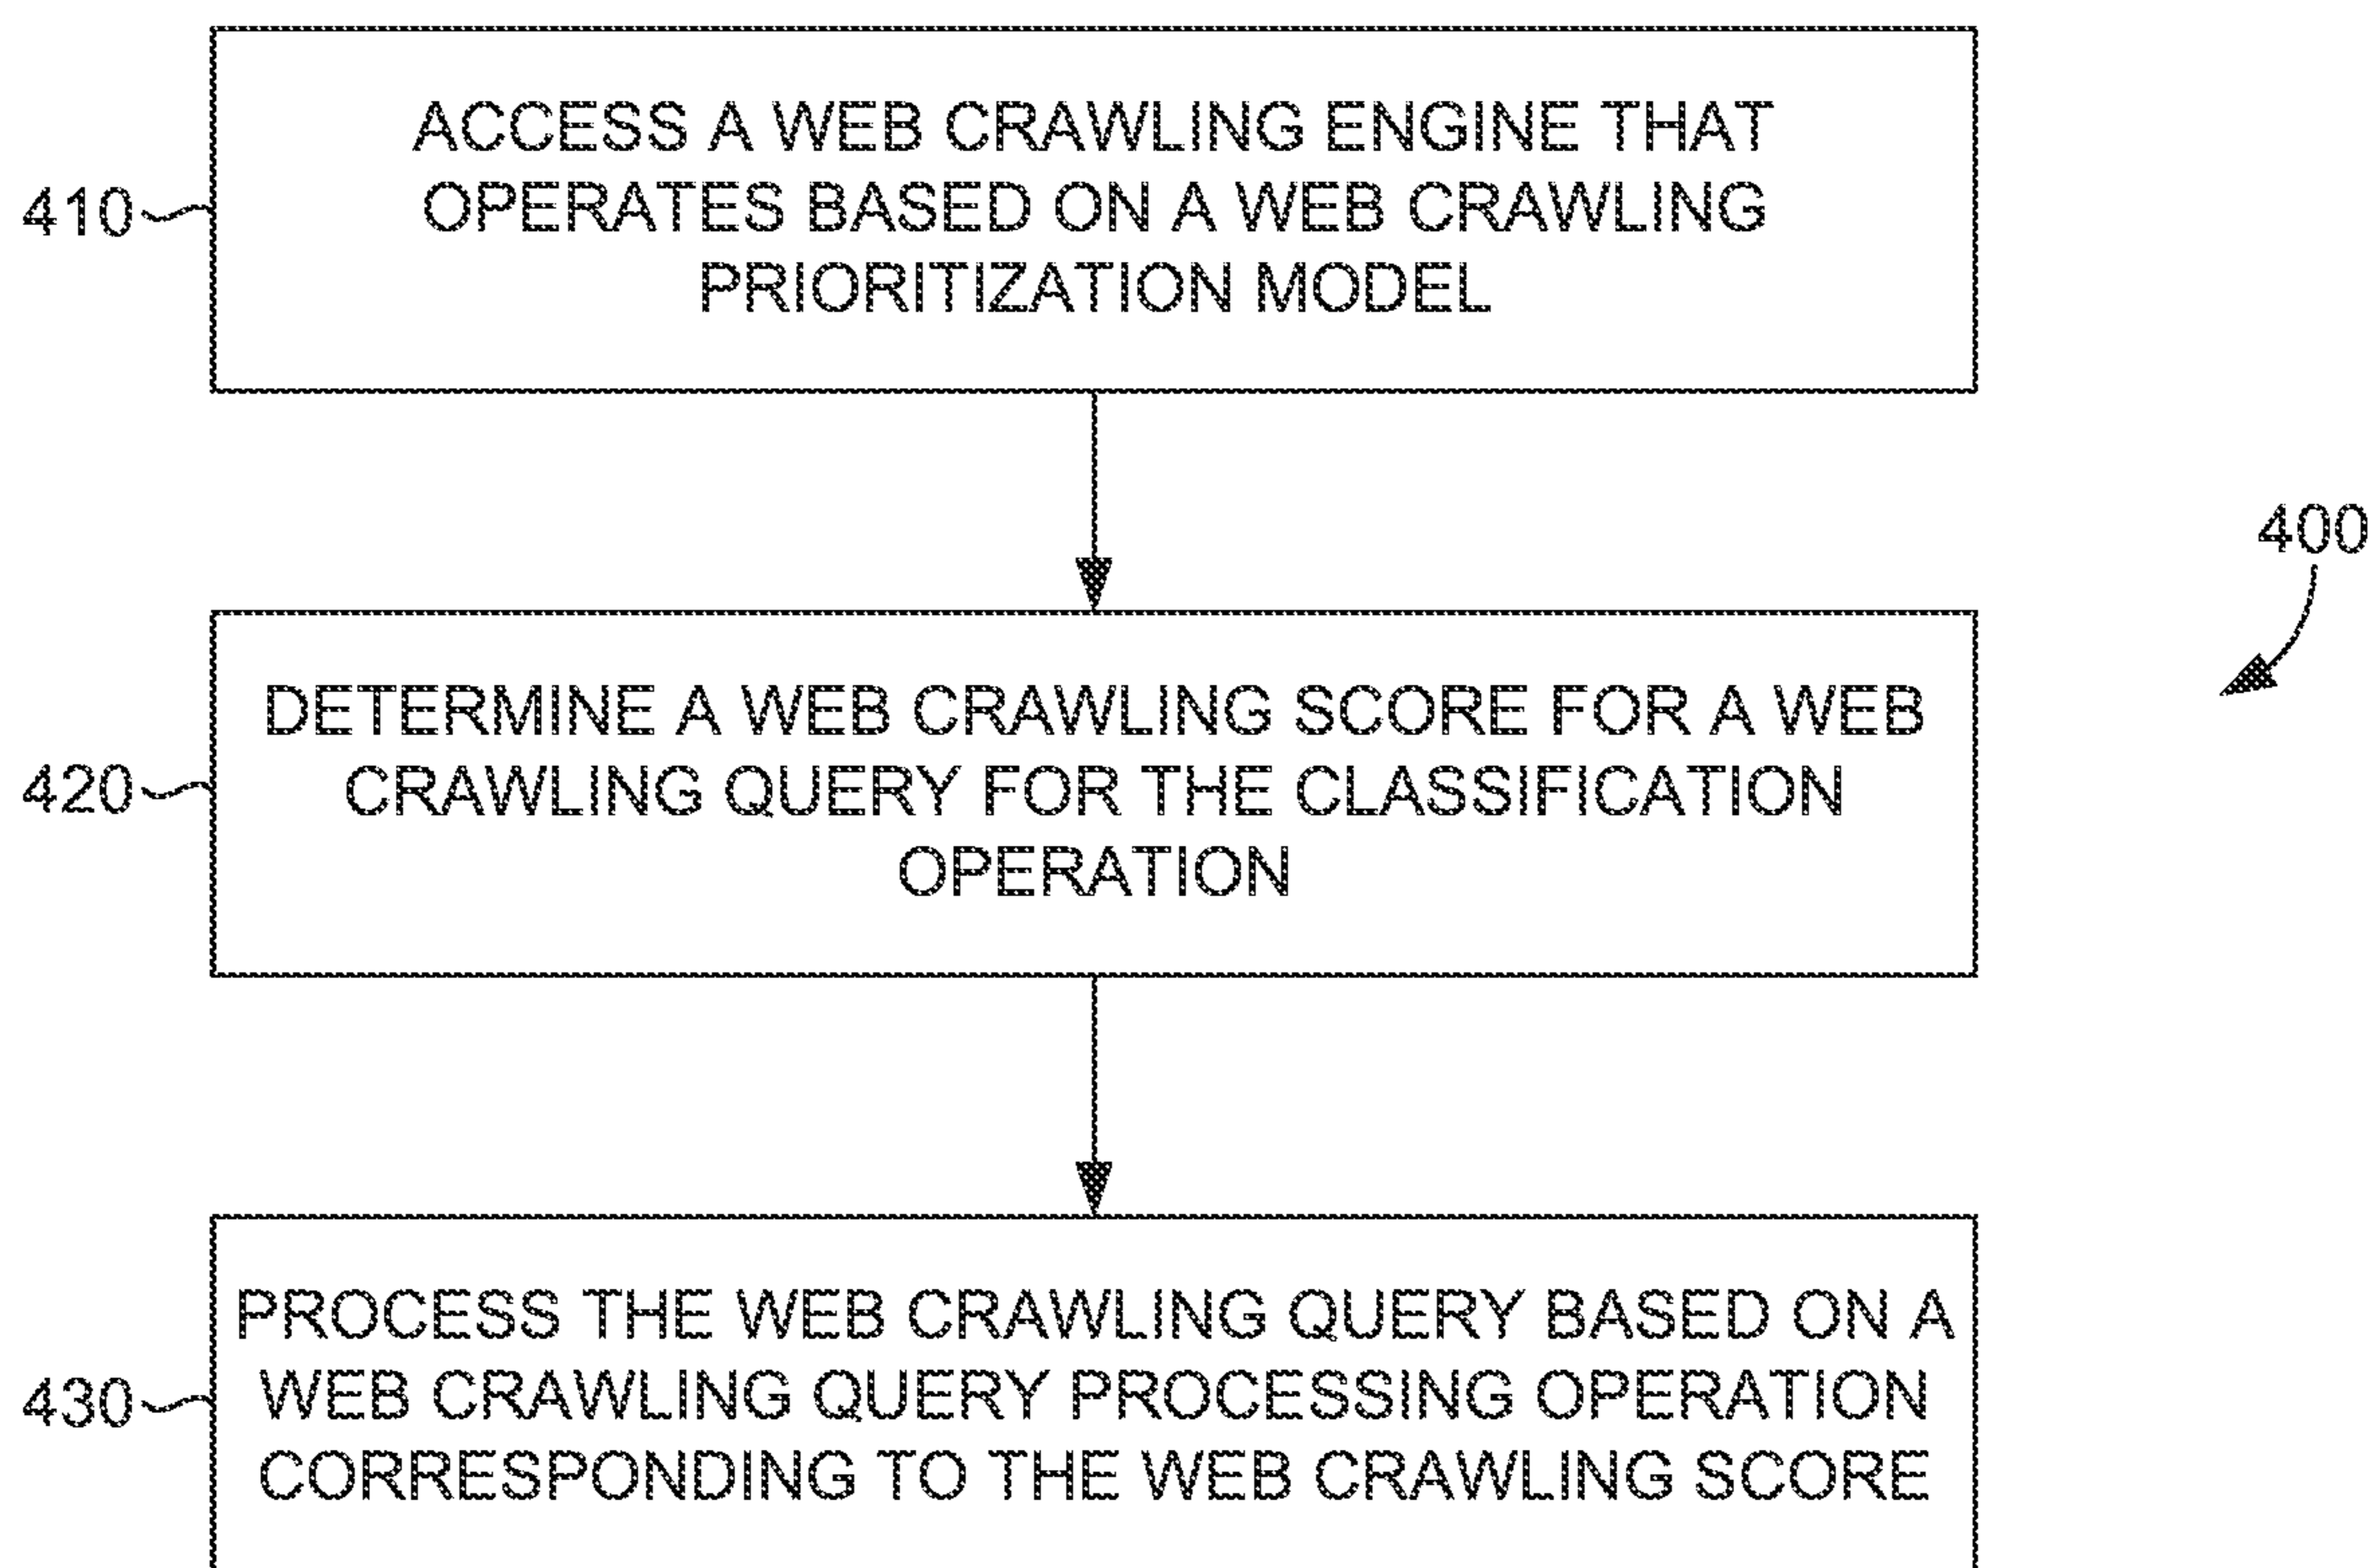 ACCESS A WEB CRAWLING ENGINE THAT
OPERATES BASED ON A WEB CRAWLING
PRIORITIZATION MODEL
410
400
DETERMINE A WEB CRAWLING SCORE FOR A WEB
CRAWLING QUERY FOR THE CLASSIFICATION
OPERATION
420
PROCESS THE WEB CRAWLING QUERY BASED ON A
WEB CRAWLING QUERY PROCESSING OPERATION
CORRESPONDING TO THE WEB CRAWLING SCORE
430